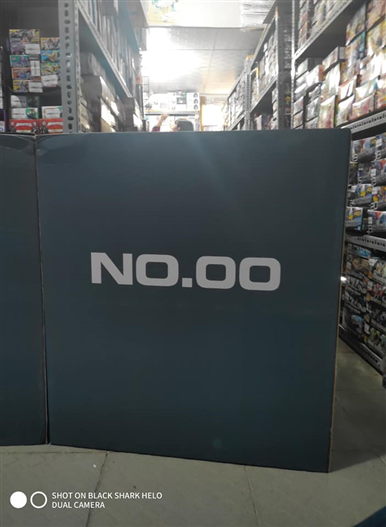 NO.00
SHOT ON BLACK SHARK HELO
DUAL CAMERA